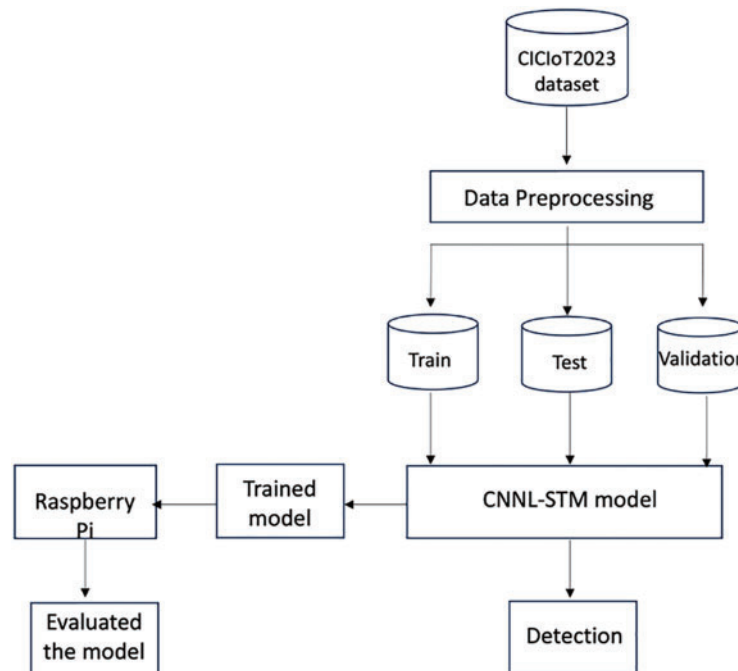 CICIoT2023
dataset
Data Preprocessing
Train
Test
Validation
CNNL-STM model
Trained
model
Raspberry
Pi
Evaluated
the model
Detection